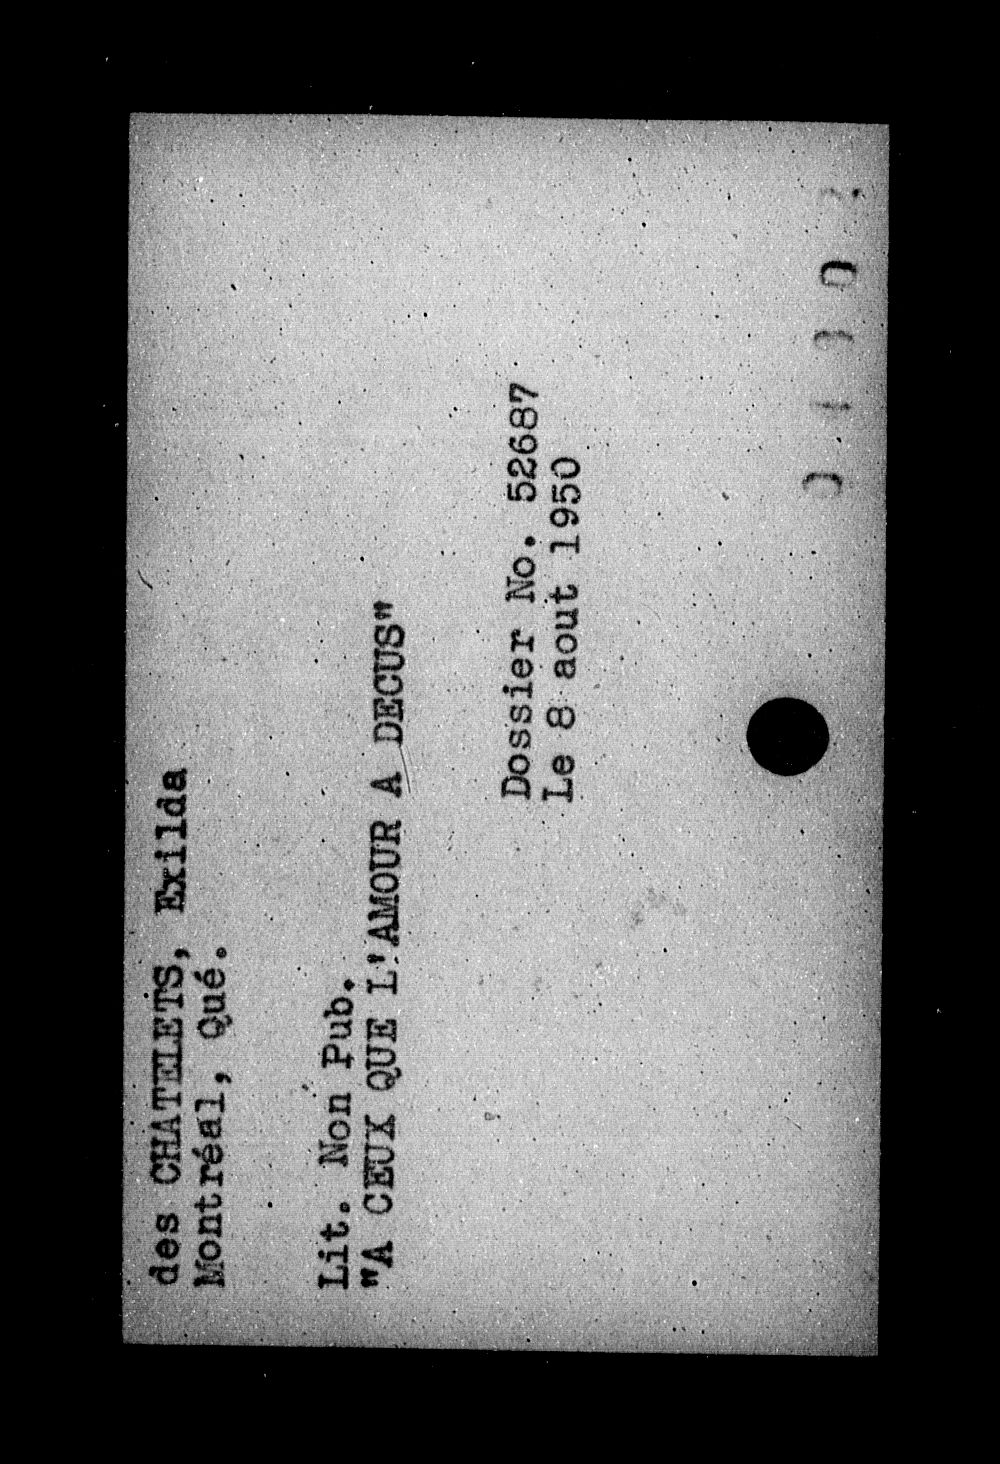 des CHATELETS, Exilda
Montréal, Qué.
Lit. Non Pub.
"A CEUX QUE L'AMOUR A DECUS"
Dossier No. 52687
Le 8 aout 1950